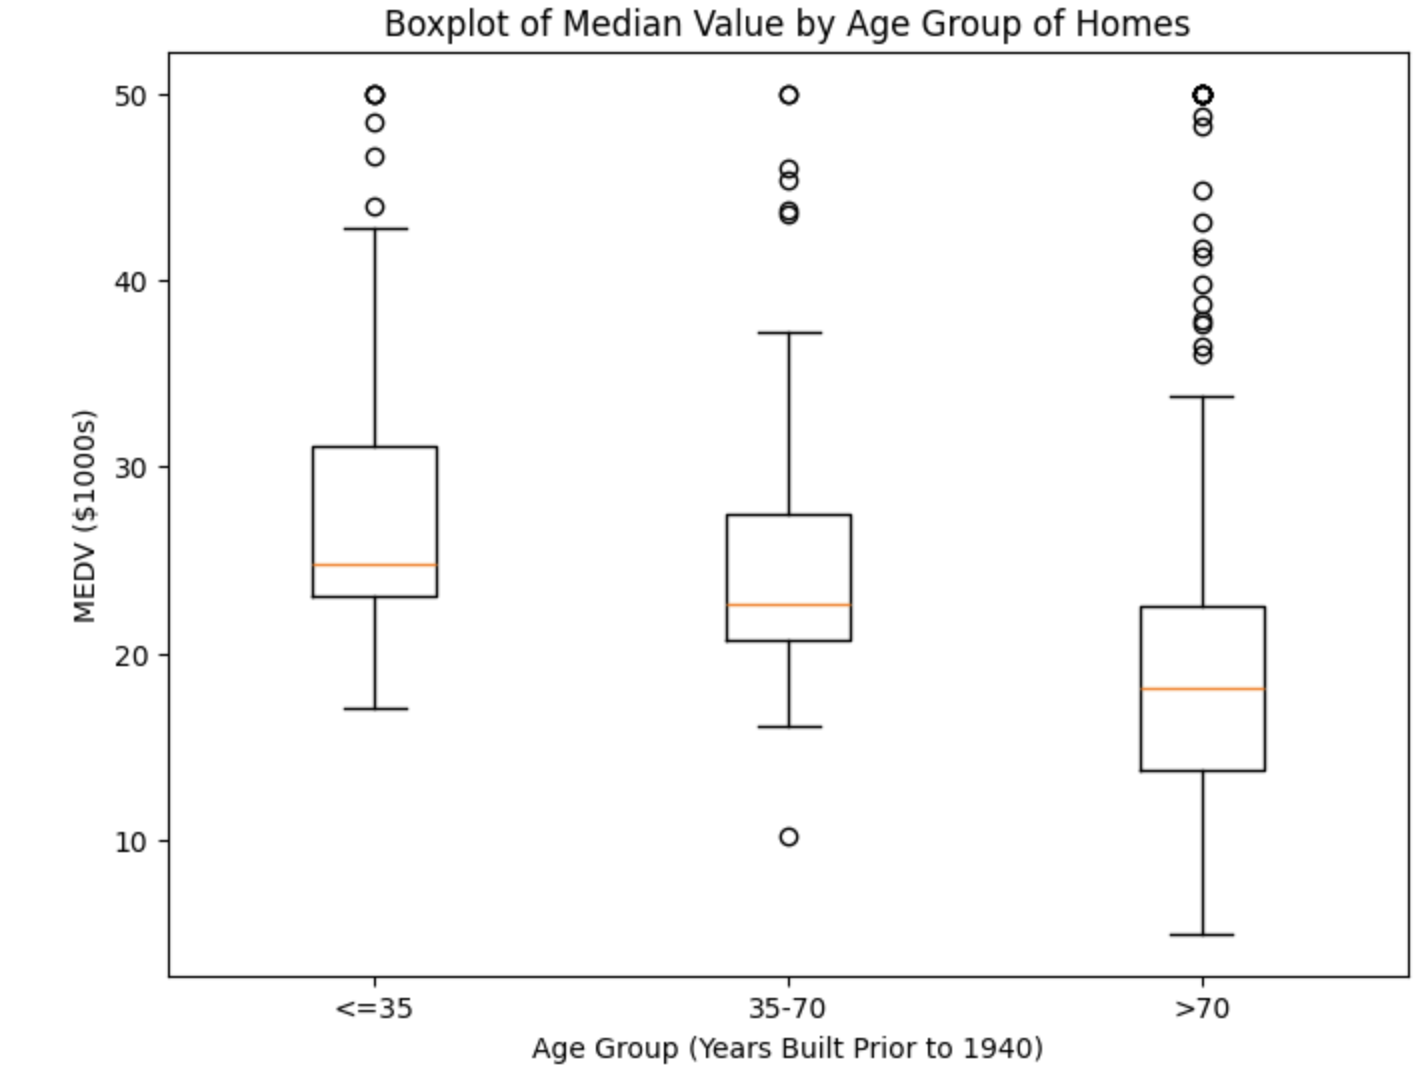 Boxplot of Median Value by Age Group of Homes
50
40
30
20
10
MEDV ($1000s)
<=35
35-70
>70
Age Group (Years Built Prior to 1940)